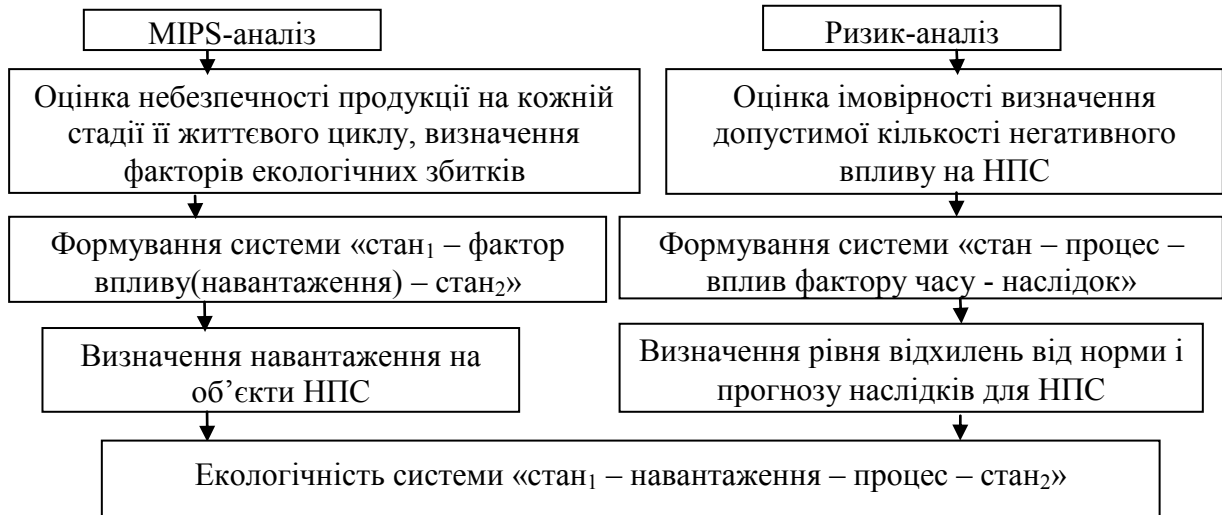 MIPS-аналіз
Оцінка небезпечності продукції на кожній
стадії її життєвого циклу, визначення
факторів екологічних збитків
Формування системи «стан₁ – фактор
впливу(навантаження) – стан₂»
Визначення навантаження на
об’єкти НПС
Ризик-аналіз
Оцінка імовірності визначення
допустимої кількості негативного
впливу на НПС
Формування системи «стан – процес –
вплив фактору часу - наслідок»
Визначення рівня відхилень від норми і
прогнозу наслідків для НПС
Екологічність системи «стан₁ – навантаження – процес – стан₂»